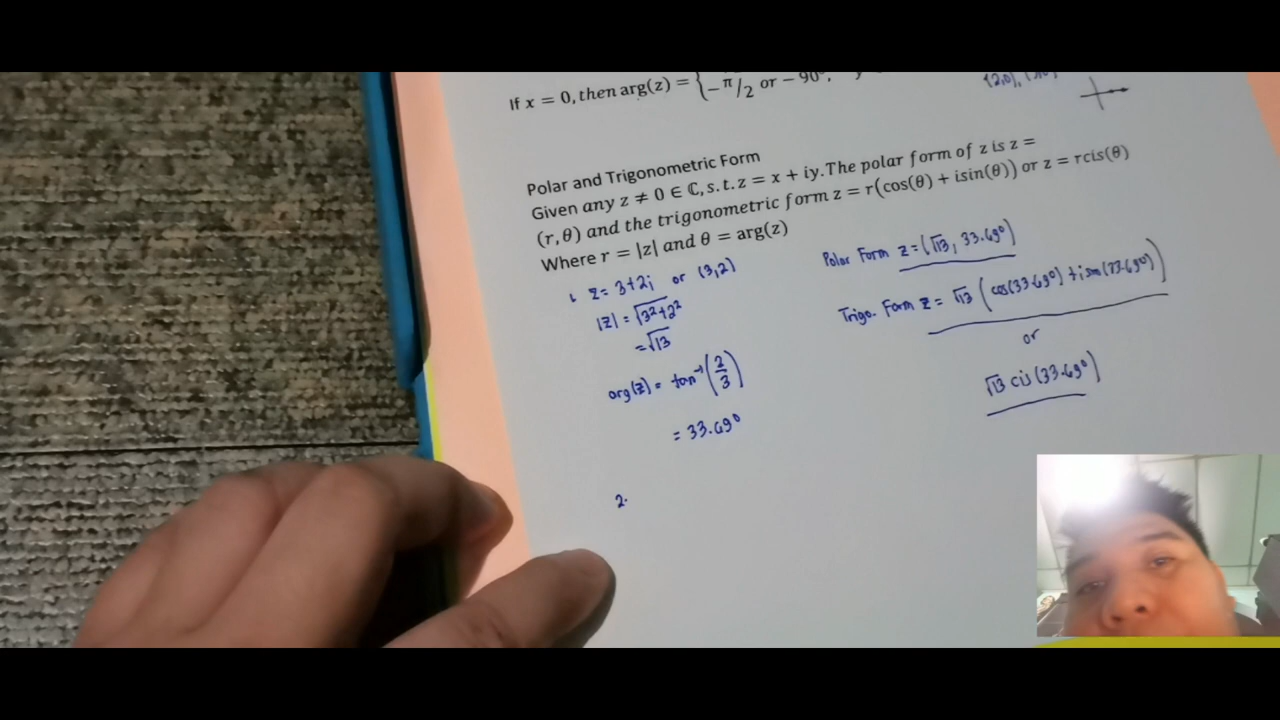 If x = 0, then arg(z) = { −π/2 or − 90°,
Polar and Trigonometric Form
Given any z ≠ 0 ∈ ℂ, s.t. z = x + iy. The polar form of z is z =
(r, θ) and the trigonometric form z = r(cos(θ) + isin(θ)) or z = rcis(θ)
Where r = |z| and θ = arg(z)
1. z = 3+2i or (3,2)
|z| = √3²+2²
= √13
arg(z) = tan⁻¹(2/3)
= 33.69°
2.
Polar Form z = (√13, 33.69°)
Trigo. Form z = √13 (cos(33.69°) + i sin(33.69°))
or
√13 cis(33.69°)